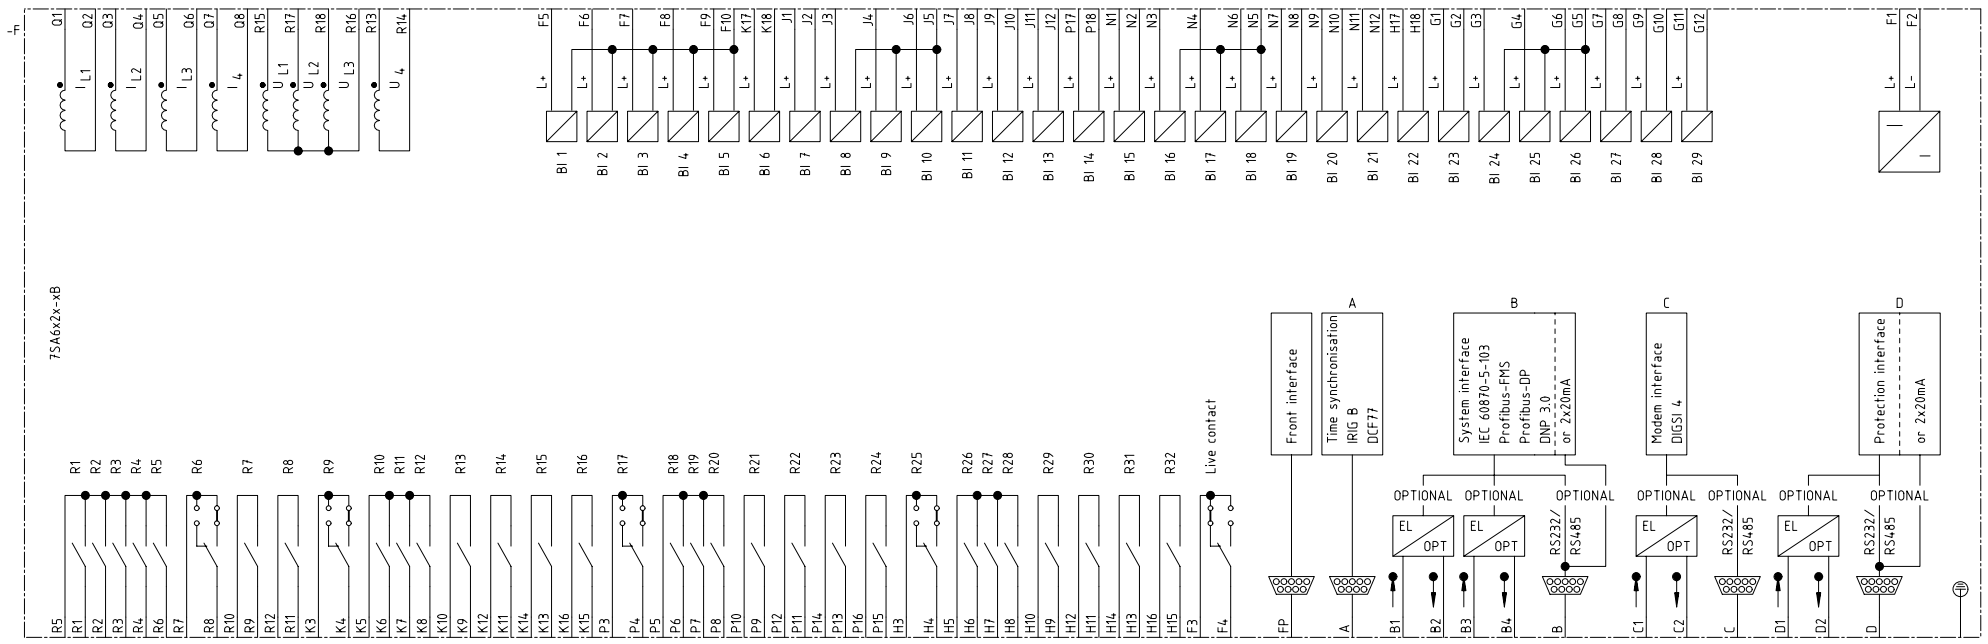 -F
Q1 Q2 Q3 Q4 Q5 Q6 Q7 Q8 R15 R17 R18 R16 R13 R14
F5 F6 F7 F8 F9 F10 K17 K18 J1 J2 J3 J4 J6 J5 J7 J8 J9 J10 J11 J12 P17 P18 N1 N2 N3 N4 N6 N5 N7 N8 N9 N10 N11 N12 H17 H18 G1 G2 G3 G4 G6 G5 G7 G8 G9 G10 G11 G12
F1 F2
I L1
I L2
I L3
I 4
U L1
U L2
U L3
U 4
L+ L+ L+ L+ L+ L+ L+ L+ L+ L+ L+ L+ L+ L+ L+ L+ L+ L+ L+ L+ L+ L+ L+ L+ L+ L+ L+ L+ L+
L+ L-
BI 1 BI 2 BI 3 BI 4 BI 5 BI 6 BI 7 BI 8 BI 9 BI 10 BI 11 BI 12 BI 13 BI 14 BI 15 BI 16 BI 17 BI 18 BI 19 BI 20 BI 21 BI 22 BI 23 BI 24 BI 25 BI 26 BI 27 BI 28 BI 29
7SA6x2x-xB
A B C D
Front interface
Time synchronisation
IRIG B
DCF77
System interface
IEC 60870-5-103
Profibus-FMS
Profibus-DP
DNP 3.0
or 2x20mA
Modem interface
DIGSI 4
Protection interface
or 2x20mA
R1 R2 R3 R4 R5 R6 R7 R8 R9 R10 R11 R12 R13 R14 R15 R16 R17 R18 R19 R20 R21 R22 R23 R24 R25 R26 R27 R28 R29 R30 R31 R32 Live contact
OPTIONAL OPTIONAL OPTIONAL OPTIONAL OPTIONAL OPTIONAL OPTIONAL
EL OPT
EL OPT
RS232/
RS485
EL OPT
RS232/
RS485
EL OPT
RS232/
RS485
R5 R1 R2 R3 R4 R6 R7 R8 R10 R9 R12 R11 K3 K4 K5 K6 K7 K8 K10 K9 K12 K11 K14 K13 K16 K15 P3 P4 P5 P6 P7 P8 P10 P9 P12 P11 P14 P13 P16 P15 H3 H4 H5 H6 H7 H8 H10 H9 H12 H11 H14 H13 H16 H15 F3 F4
FP A B1 B2 B3 B4 B C1 C2 C D1 D2 D